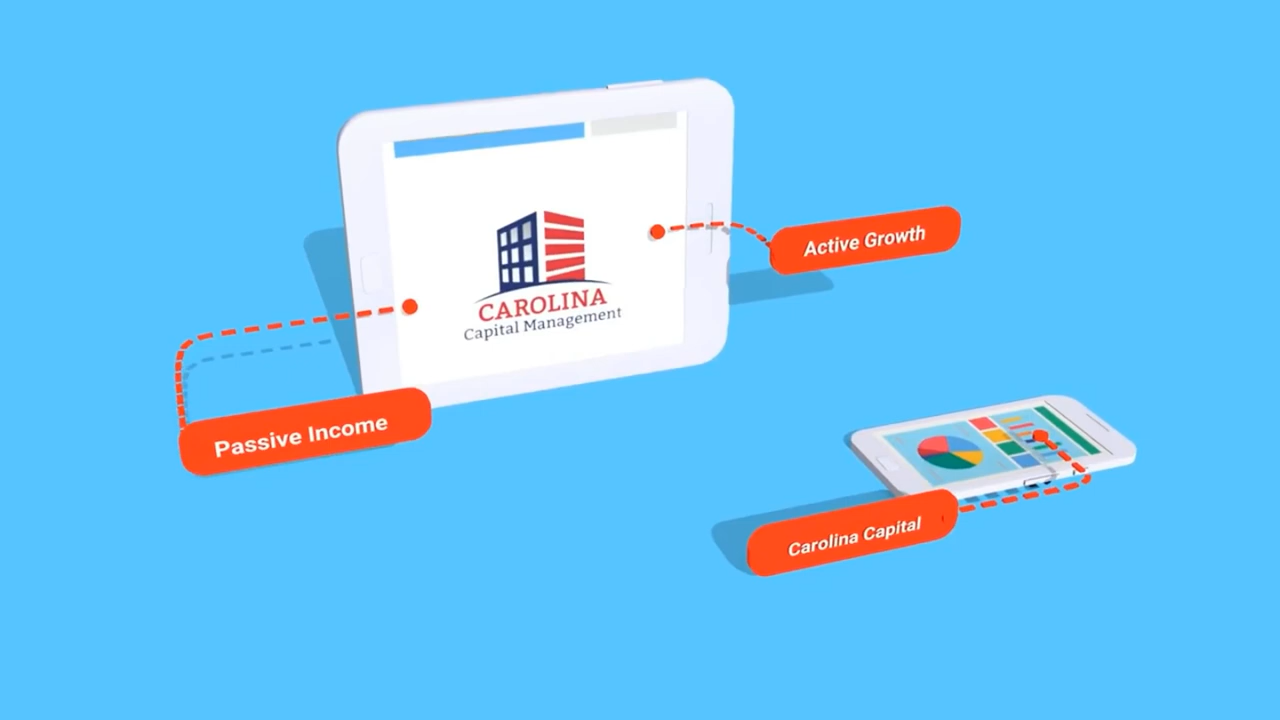 Active Growth
CAROLINA
Capital Management
Passive Income
Carolina Capital